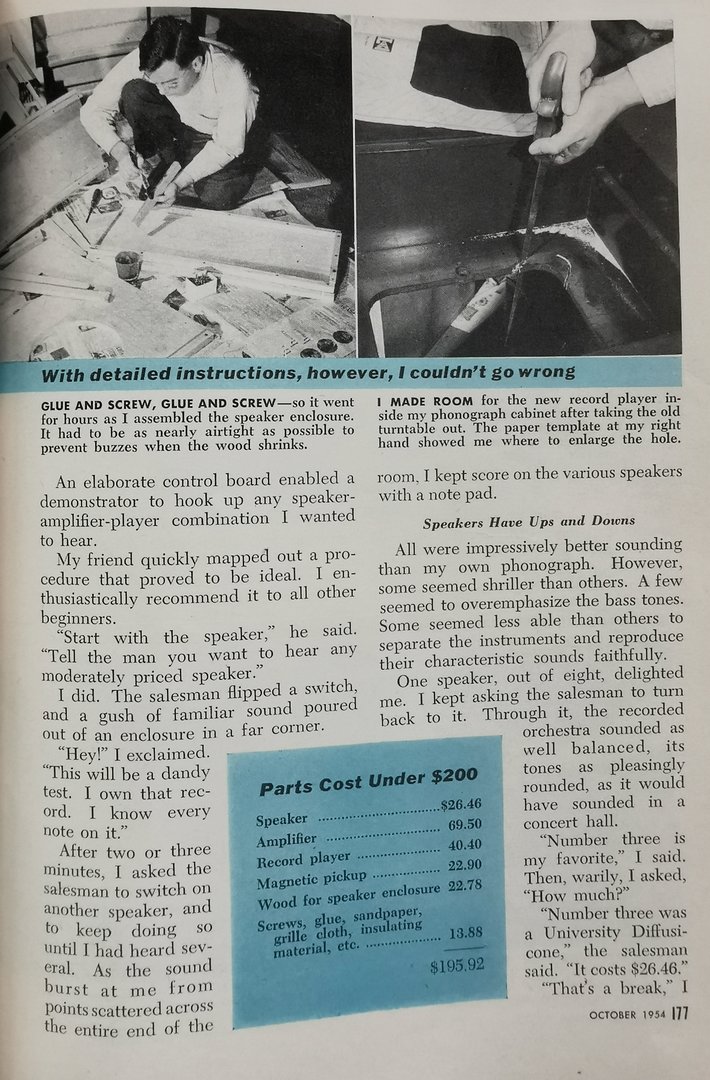 With detailed instructions, however, I couldn't go wrong
GLUE AND SCREW, GLUE AND SCREW—so it went
for hours as I assembled the speaker enclosure.
It had to be as nearly airtight as possible to
prevent buzzes when the wood shrinks.
I MADE ROOM for the new record player in-
side my phonograph cabinet after taking the old
turntable out. The paper template at my right
hand showed me where to enlarge the hole.
An elaborate control board enabled a
demonstrator to hook up any speaker-
amplifier-player combination I wanted
to hear.
My friend quickly mapped out a pro-
cedure that proved to be ideal. I en-
thusiastically recommend it to all other
beginners.
“Start with the speaker,” he said.
“Tell the man you want to hear any
moderately priced speaker.”
I did. The salesman flipped a switch,
and a gush of familiar sound poured
out of an enclosure in a far corner.
“Hey!” I exclaimed.
“This will be a dandy
test. I own that rec-
ord. I know every
note on it.”
After two or three
minutes, I asked the
salesman to switch on
another speaker, and
to keep doing so
until I had heard sev-
eral. As the sound
burst at me from
points scattered across
the entire end of the
room, I kept score on the various speakers
with a note pad.
Speakers Have Ups and Downs
All were impressively better sounding
than my own phonograph. However,
some seemed shriller than others. A few
seemed to overemphasize the bass tones.
Some seemed less able than others to
separate the instruments and reproduce
their characteristic sounds faithfully.
One speaker, out of eight, delighted
me. I kept asking the salesman to turn
back to it. Through it, the recorded
orchestra sounded as
well balanced, its
tones as pleasingly
rounded, as it would
have sounded in a
concert hall.
“Number three is
my favorite,” I said.
Then, warily, I asked,
“How much?”
“Number three was
a University Diffusi-
cone,” the salesman
said. “It costs $26.46.”
“That's a break,” I
Parts Cost Under $200
Speaker ........................... $26.46
Amplifier ......................... 69.50
Record player .................. 40.40
Magnetic pickup .............. 22.90
Wood for speaker enclosure 22.78
Screws, glue, sandpaper,
grille cloth, insulating
material, etc. .................. 13.88
$195.92
OCTOBER 1954 177